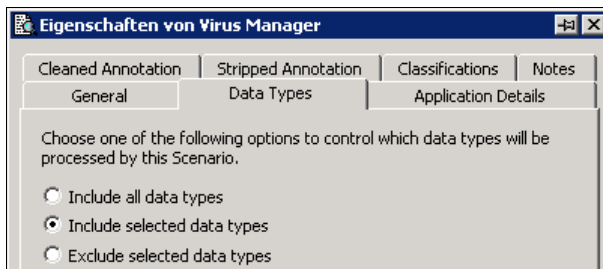 Eigenschaften von Virus Manager
Cleaned Annotation Stripped Annotation Classifications Notes
General Data Types Application Details
Choose one of the following options to control which data types will be
processed by this Scenario.
Include all data types
Include selected data types
Exclude selected data types